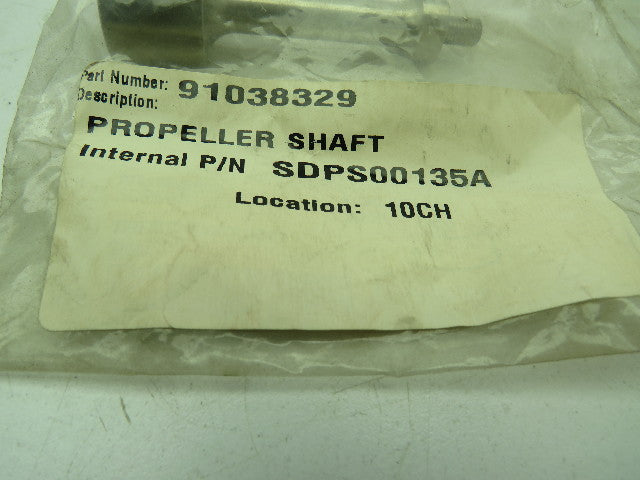 Part Number: 91038329
Description:
PROPELLER SHAFT
Internal P/N SDPS00135A
Location: 10CH